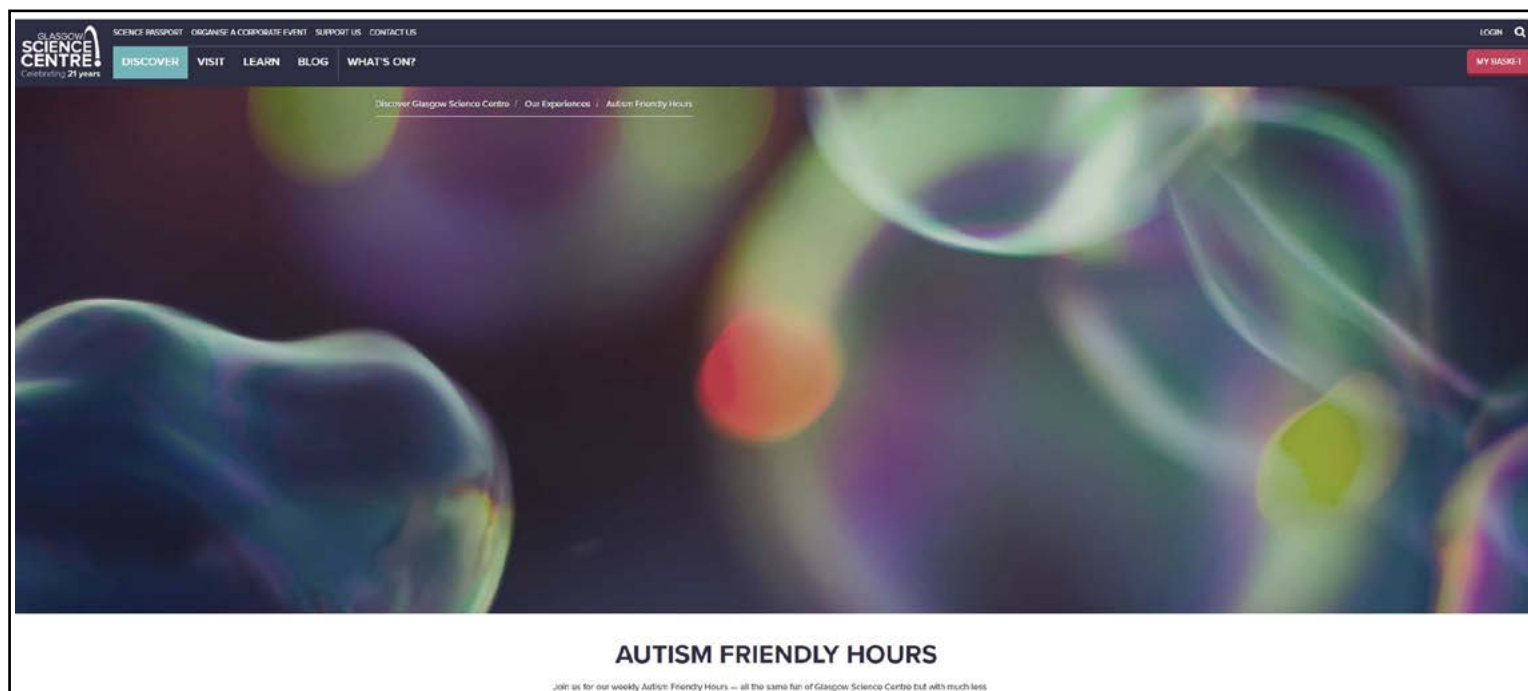 GLASGOW
SCIENCE
CENTRE!
Celebrating 21 years
SCIENCE PASSPORT ORGANISE A CORPORATE EVENT SUPPORT US CONTACT US
LOGIN
DISCOVER VISIT LEARN BLOG WHAT'S ON?
MY BASKET
Discover Glasgow Science Centre / Our Experiences / Autism Friendly Hours
AUTISM FRIENDLY HOURS
Join us for our weekly Autism Friendly Hours — all the same fun of Glasgow Science Centre but with much less